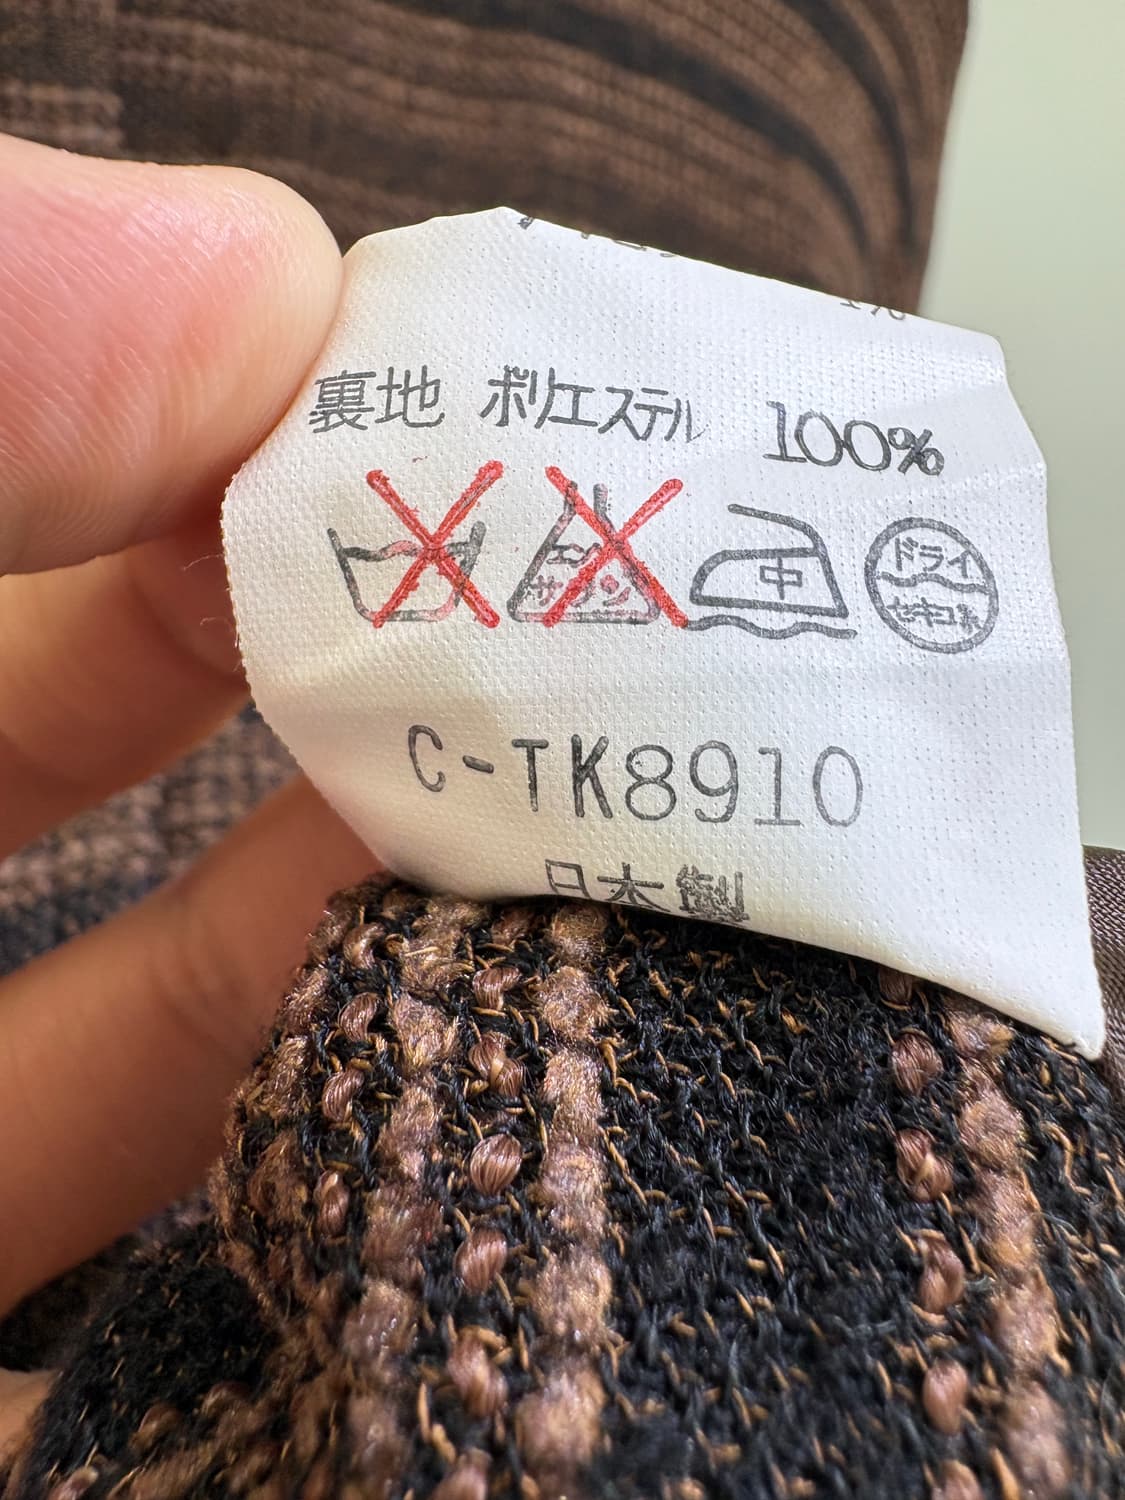 裏地 ポリエステル 100%
エンソサラシ
中
ドライ
セキユ系
C-TK8910
日本製